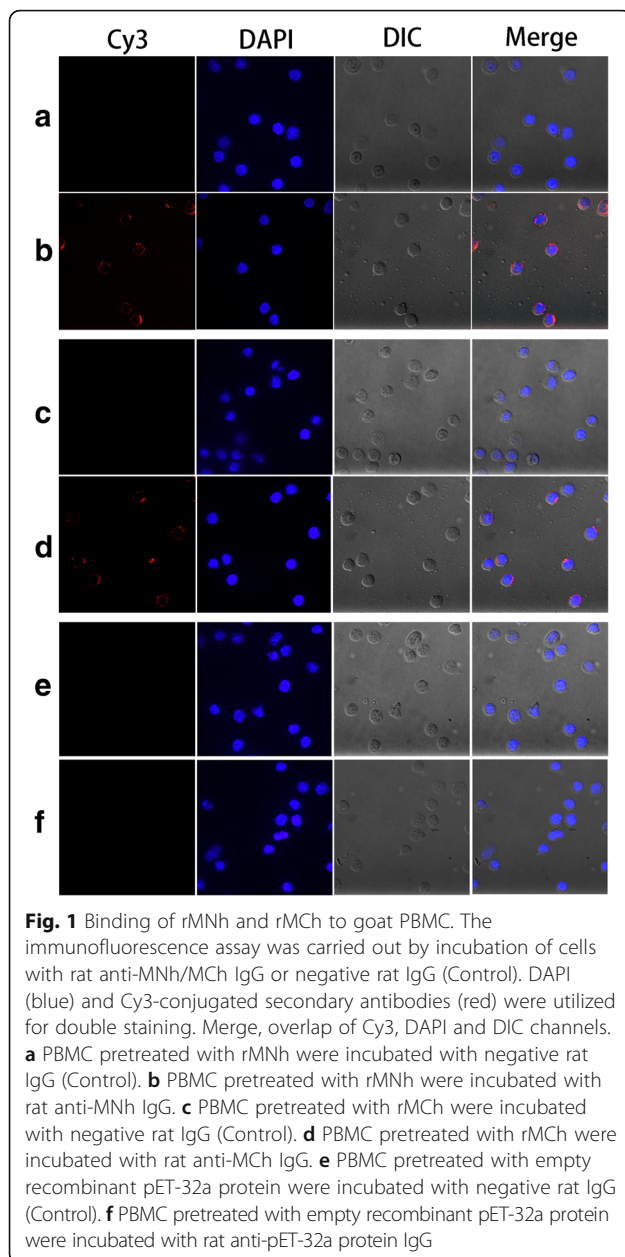 Cy3 DAPI DIC Merge
a
b
c
d
e
f
Fig. 1 Binding of rMNh and rMCh to goat PBMC. The
immunofluorescence assay was carried out by incubation of cells
with rat anti-MNh/MCh IgG or negative rat IgG (Control). DAPI
(blue) and Cy3-conjugated secondary antibodies (red) were utilized
for double staining. Merge, overlap of Cy3, DAPI and DIC channels.
a PBMC pretreated with rMNh were incubated with negative rat
IgG (Control). b PBMC pretreated with rMNh were incubated with
rat anti-MNh IgG. c PBMC pretreated with rMCh were incubated
with negative rat IgG (Control). d PBMC pretreated with rMCh were
incubated with rat anti-MCh IgG. e PBMC pretreated with empty
recombinant pET-32a protein were incubated with negative rat IgG
(Control). f PBMC pretreated with empty recombinant pET-32a protein
were incubated with rat anti-pET-32a protein IgG